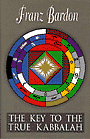 Franz Bardon
THE KEY TO THE
TRUE KABBALAH